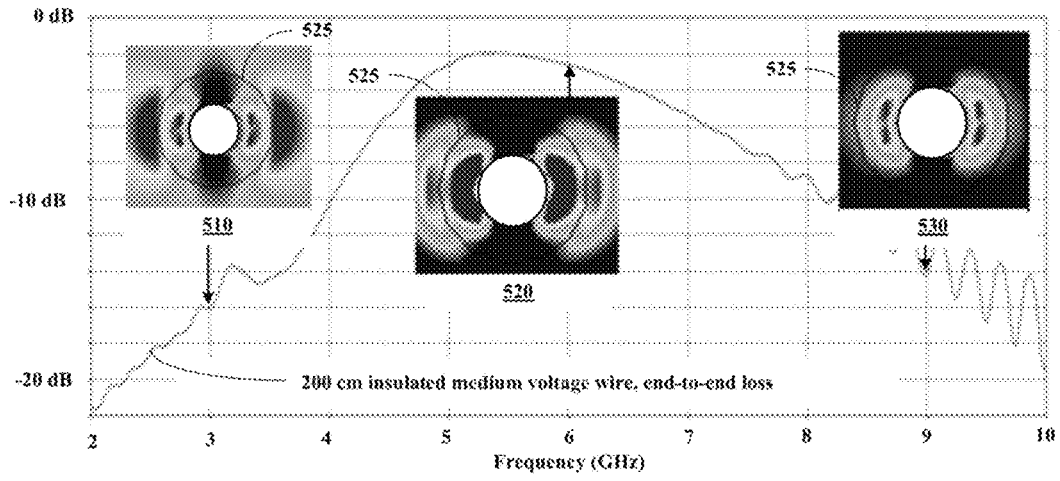 0 dB
525
525
525
-10 dB
510
520
530
-20 dB
200 cm insulated medium voltage wire, end-to-end loss
2 3 4 5 6 7 8 9 10
Frequency (GHz)